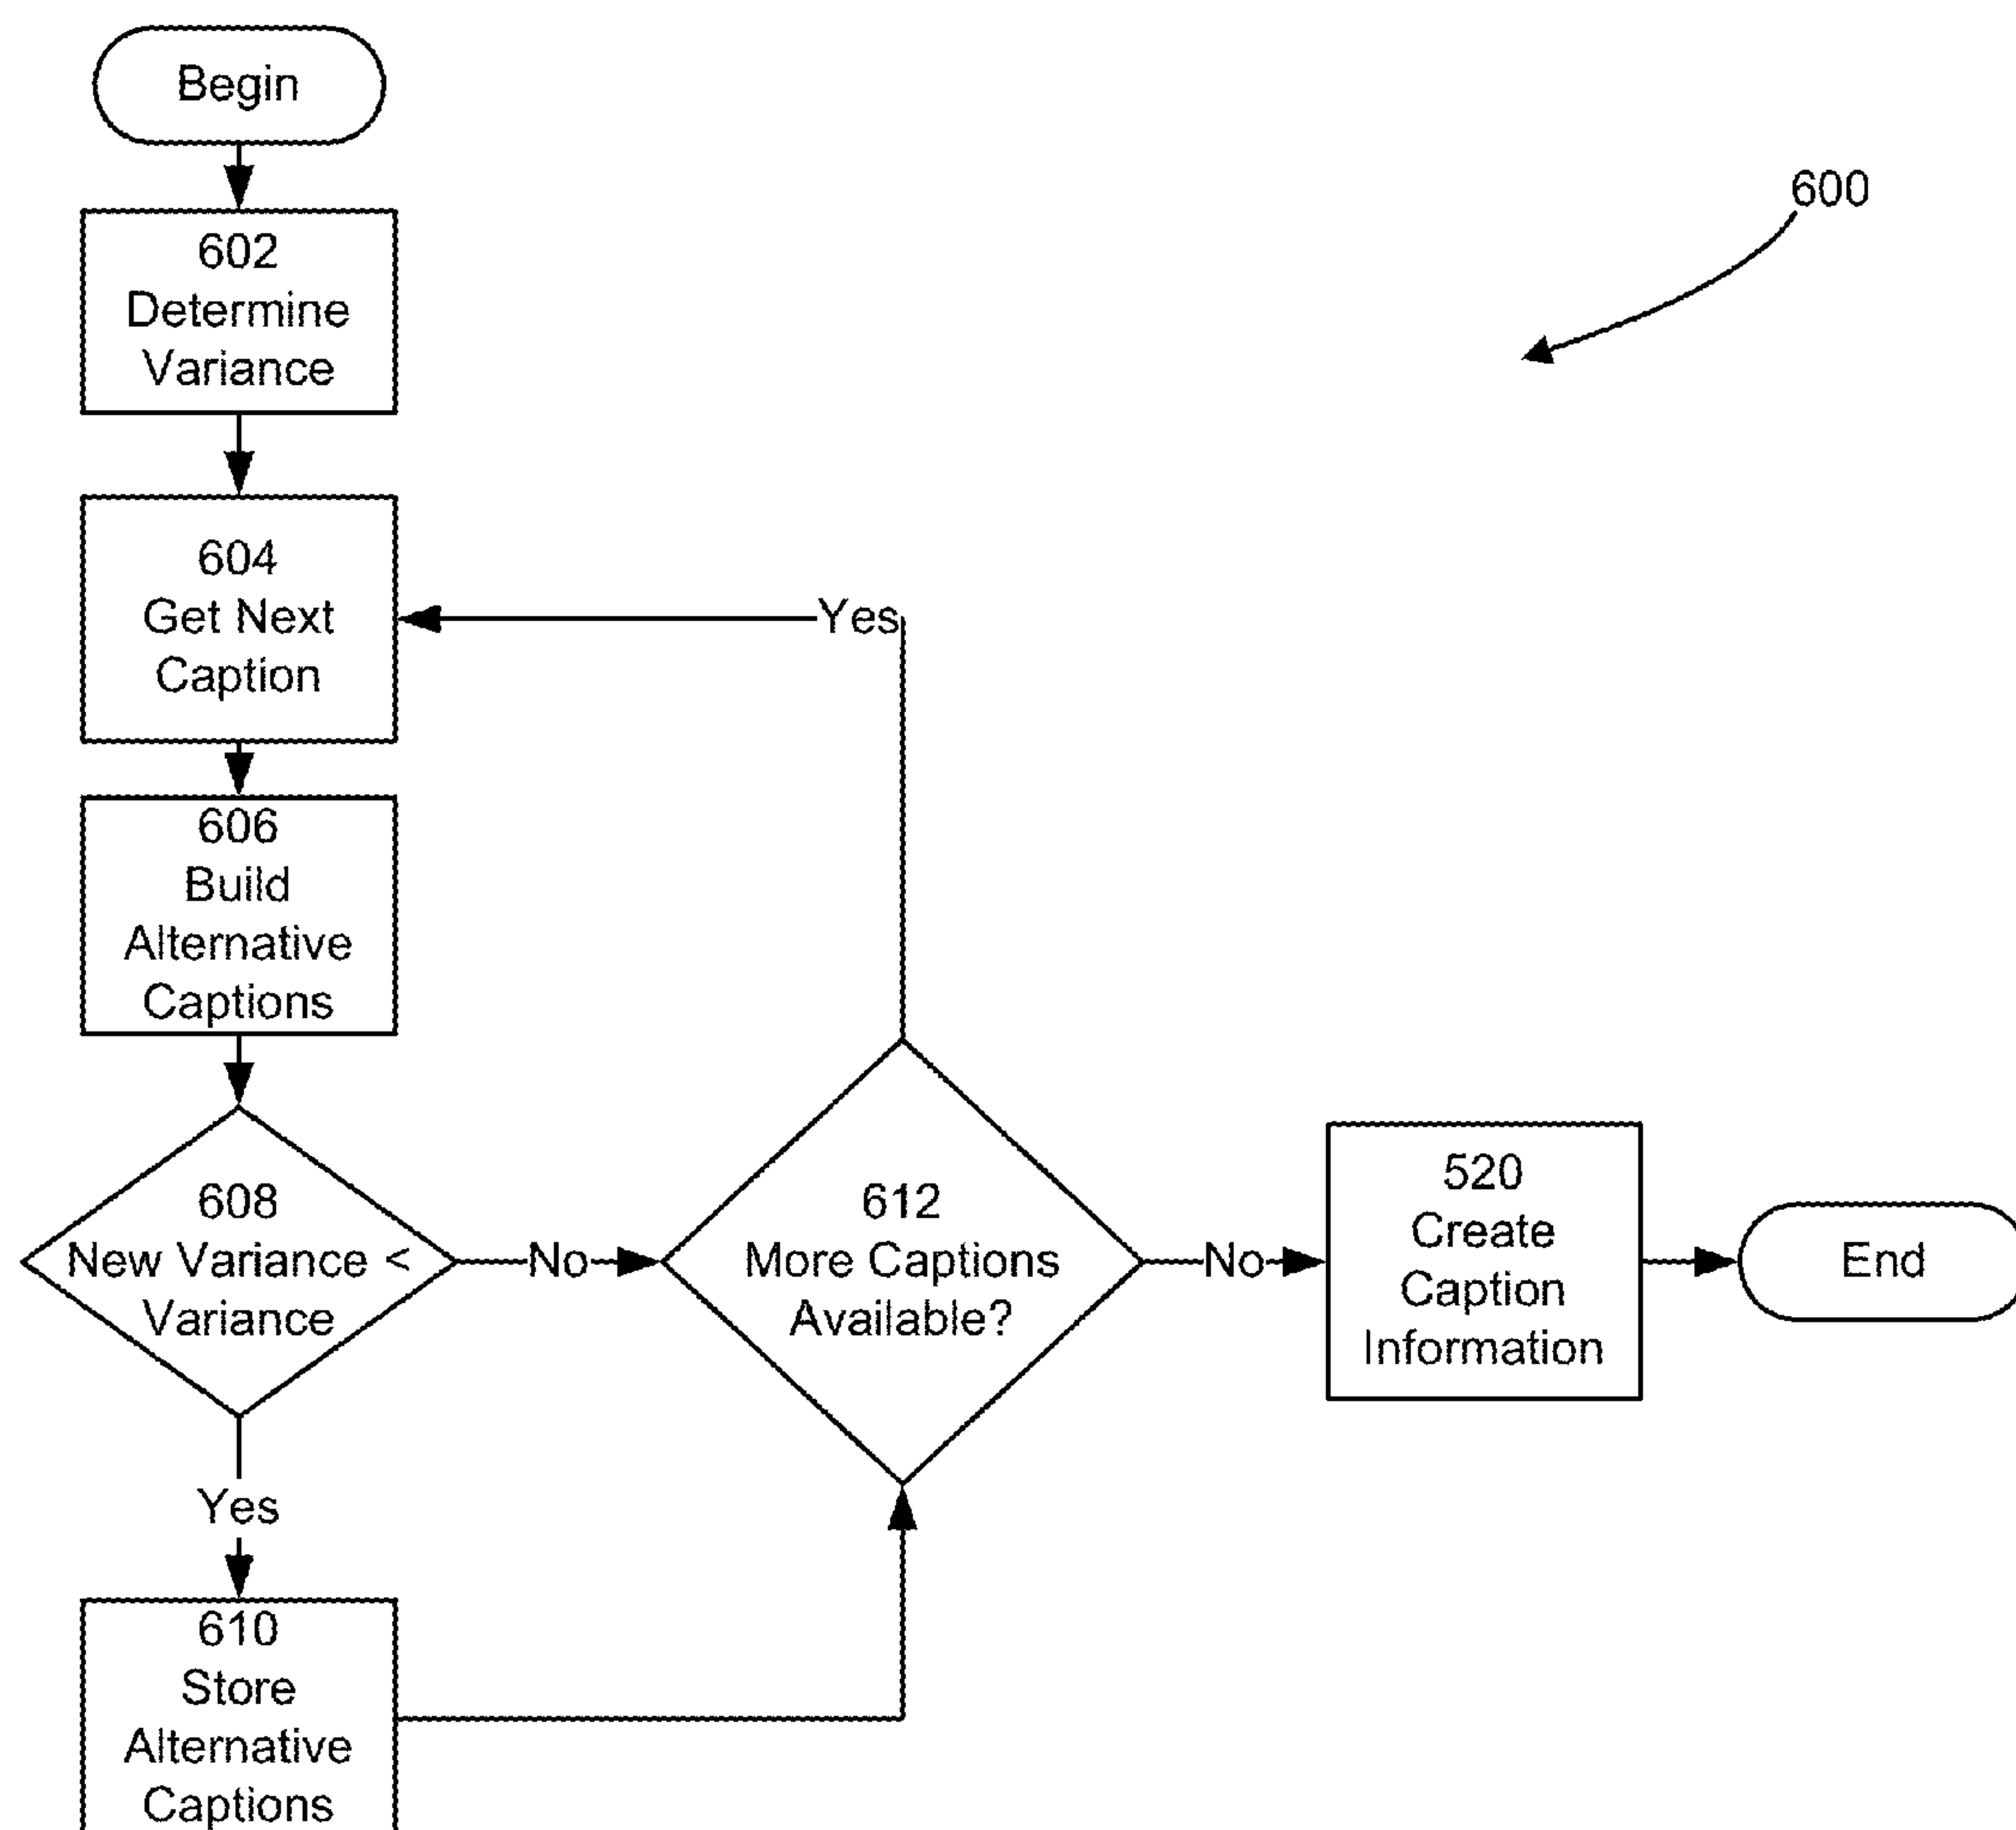 Begin
600
602
Determine
Variance
604
Get Next
Caption
Yes
606
Build
Alternative
Captions
608
New Variance <
Variance
No
612
More Captions
Available?
No
520
Create
Caption
Information
End
Yes
610
Store
Alternative
Captions